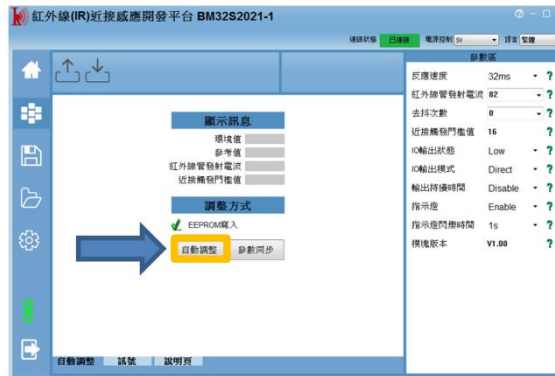 紅外線(IR)近接感應開發平台 BM32S2021-1
連線狀態 已連線 電源控制 5V 語言 繁體
參數區
反應速度 32ms ?
紅外線管發射電流 82 ?
去抖次數 0 ?
近接觸發門檻值 16 ?
IO輸出狀態 Low ?
IO輸出模式 Direct ?
輸出持續時間 Disable ?
指示燈 Enable ?
指示燈閃爍時間 1s ?
模塊版本 V1.00 ?
顯示訊息
環境值
參考值
紅外線管發射電流
近接觸發門檻值
調整方式
EEPROM寫入
自動調整 參數同步
自動調整 訊號 說明頁